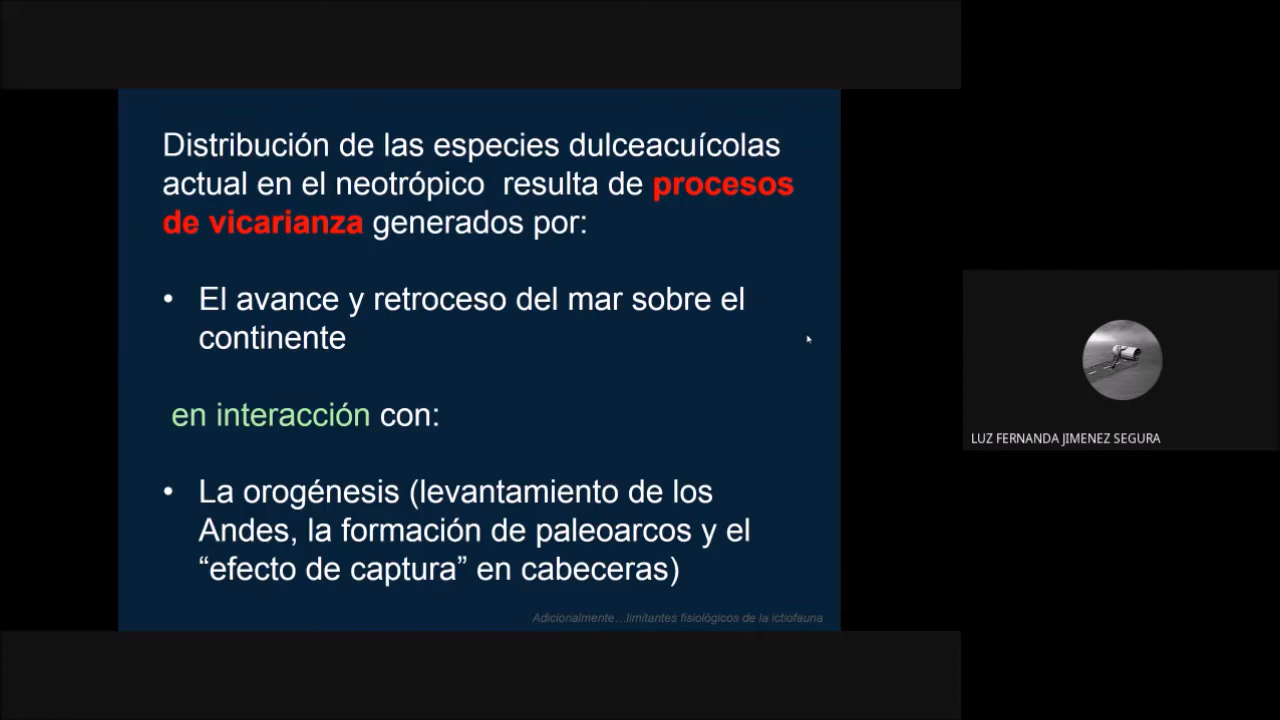 Distribución de las especies dulceacuícolas
actual en el neotrópico resulta de procesos
de vicarianza generados por:
• El avance y retroceso del mar sobre el
continente
en interacción con:
• La orogénesis (levantamiento de los
Andes, la formación de paleoarcos y el
“efecto de captura” en cabeceras)
Adicionalmente...limitantes fisiológicos de la ictiofauna
LUZ FERNANDA JIMENEZ SEGURA